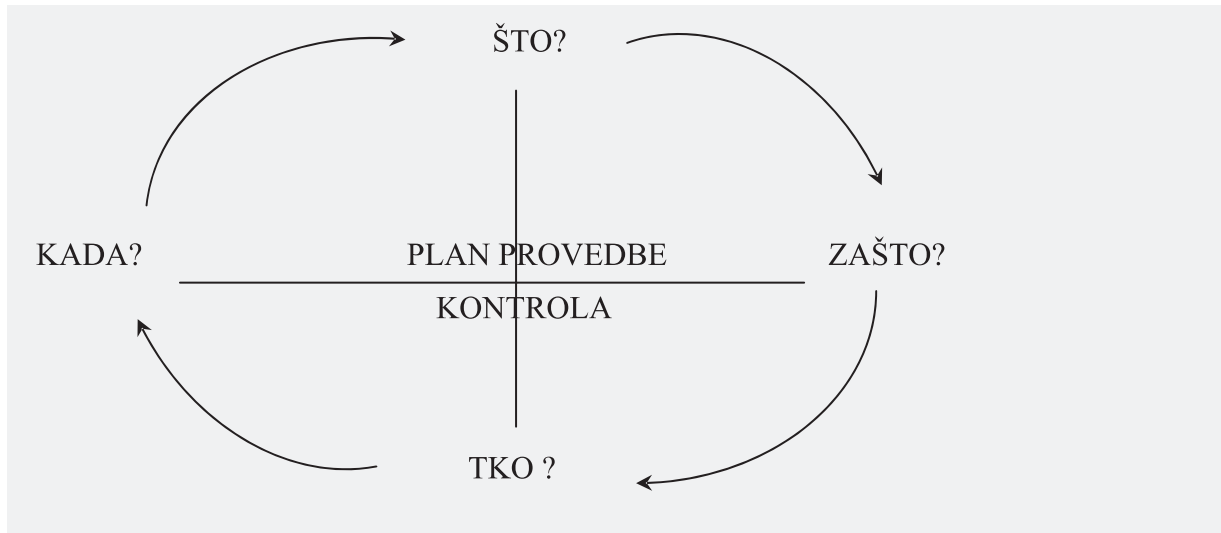 ŠTO?
KADA?
PLAN PROVEDBE
ZAŠTO?
KONTROLA
TKO ?